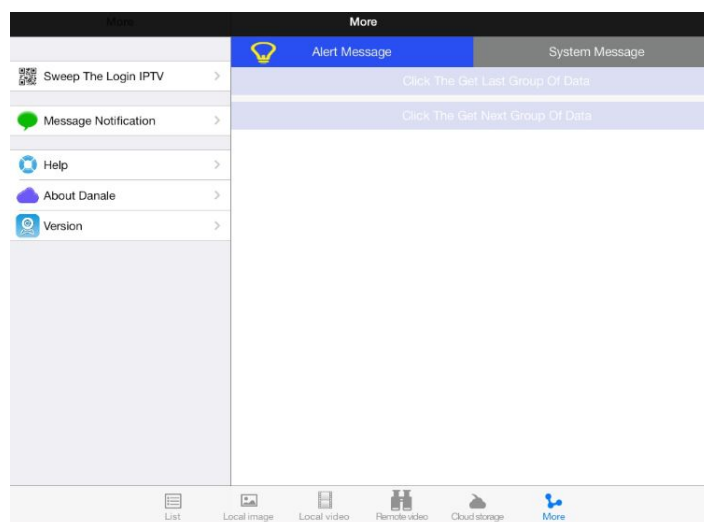 More
More
Alert Message
System Message
Sweep The Login IPTV
Click The Get Last Group Of Data
Message Notification
Click The Get Next Group Of Data
Help
About Danale
Version
List
Local image
Local video
Remote video
Cloud storage
More